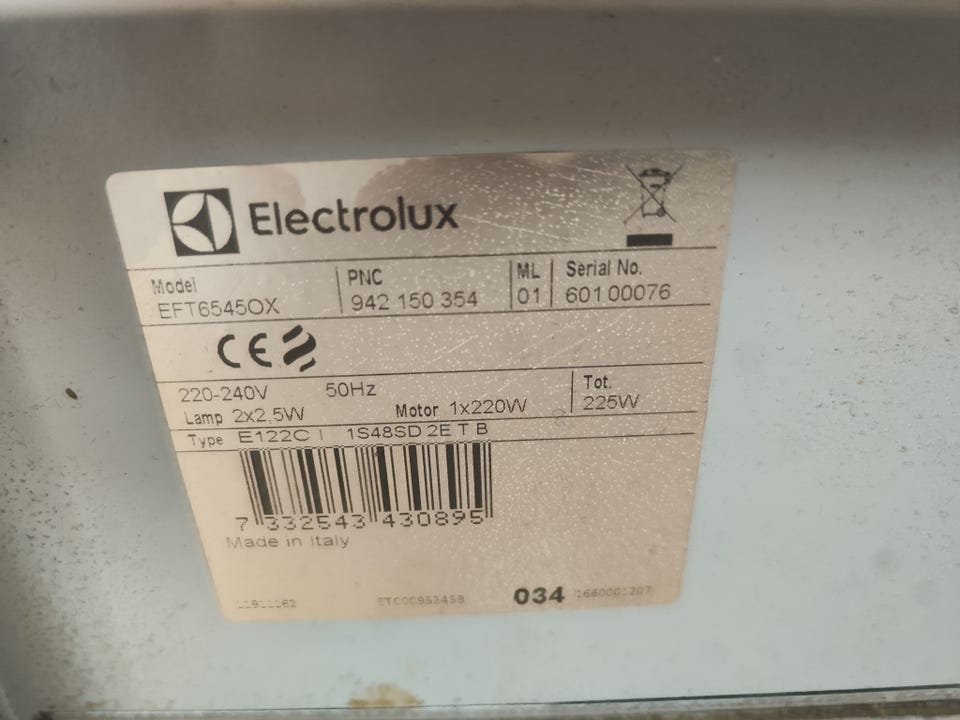 Electrolux
Model PNC ML Serial No.
EFT6545OX 942 150 354 01 601 00076
CE
220-240V 50Hz Tot.
Lamp 2x2,5W Motor 1x220W 225W
Type E122C I 1S48SD 2E T B
7 332543 430895
Made in Italy
034